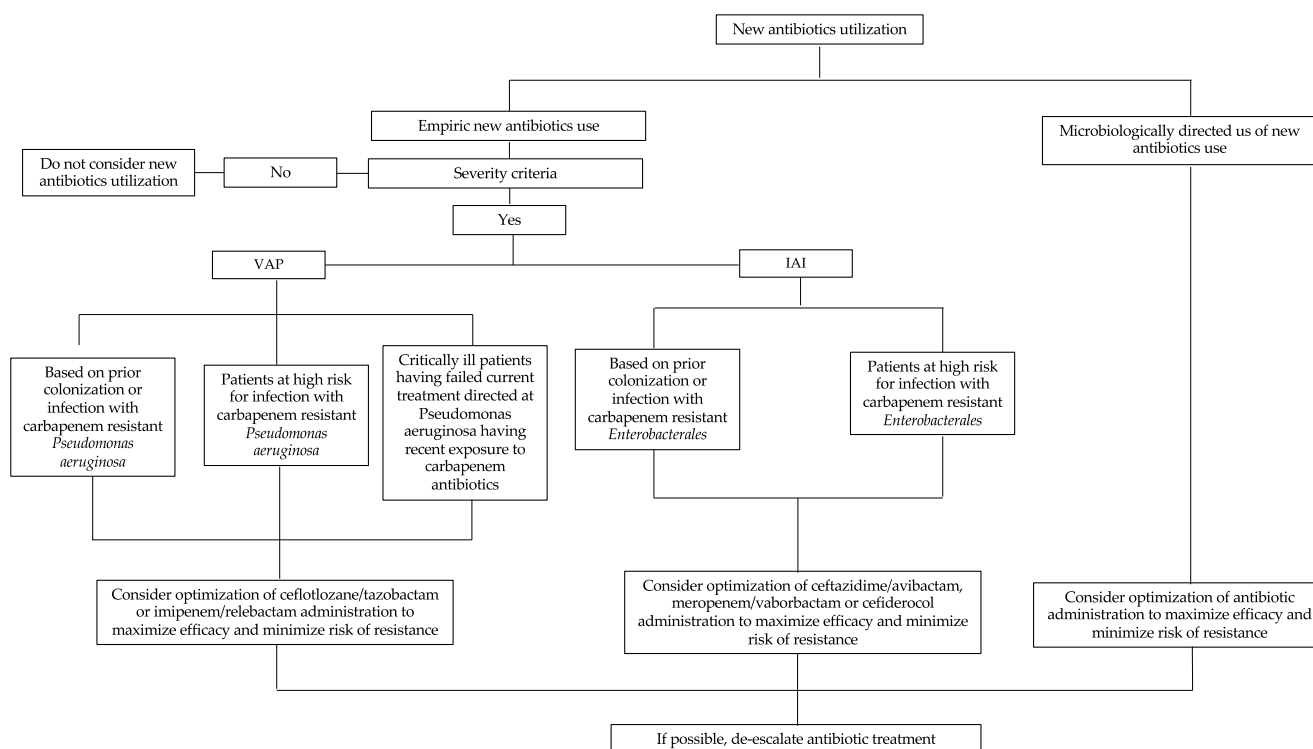 New antibiotics utilization
Empiric new antibiotics use
Microbiologically directed us of new
antibiotics use
Do not consider new
antibiotics utilization
No
Severity criteria
Yes
VAP
IAI
Based on prior
colonization or
infection with
carbapenem resistant
Pseudomonas
aeruginosa
Patients at high risk
for infection with
carbapenem resistant
Pseudomonas
aeruginosa
Critically ill patients
having failed current
treatment directed at
Pseudomonas
aeruginosa having
recent exposure to
carbapenem
antibiotics
Based on prior
colonization or
infection with
carbapenem resistant
Enterobacterales
Patients at high risk
for infection with
carbapenem resistant
Enterobacterales
Consider optimization of ceflotlozane/tazobactam
or imipenem/relebactam administration to
maximize efficacy and minimize risk of resistance
Consider optimization of ceftazidime/avibactam,
meropenem/vaborbactam or cefiderocol
administration to maximize efficacy and minimize
risk of resistance
Consider optimization of antibiotic
administration to maximize efficacy and
minimize risk of resistance
If possible, de-escalate antibiotic treatment